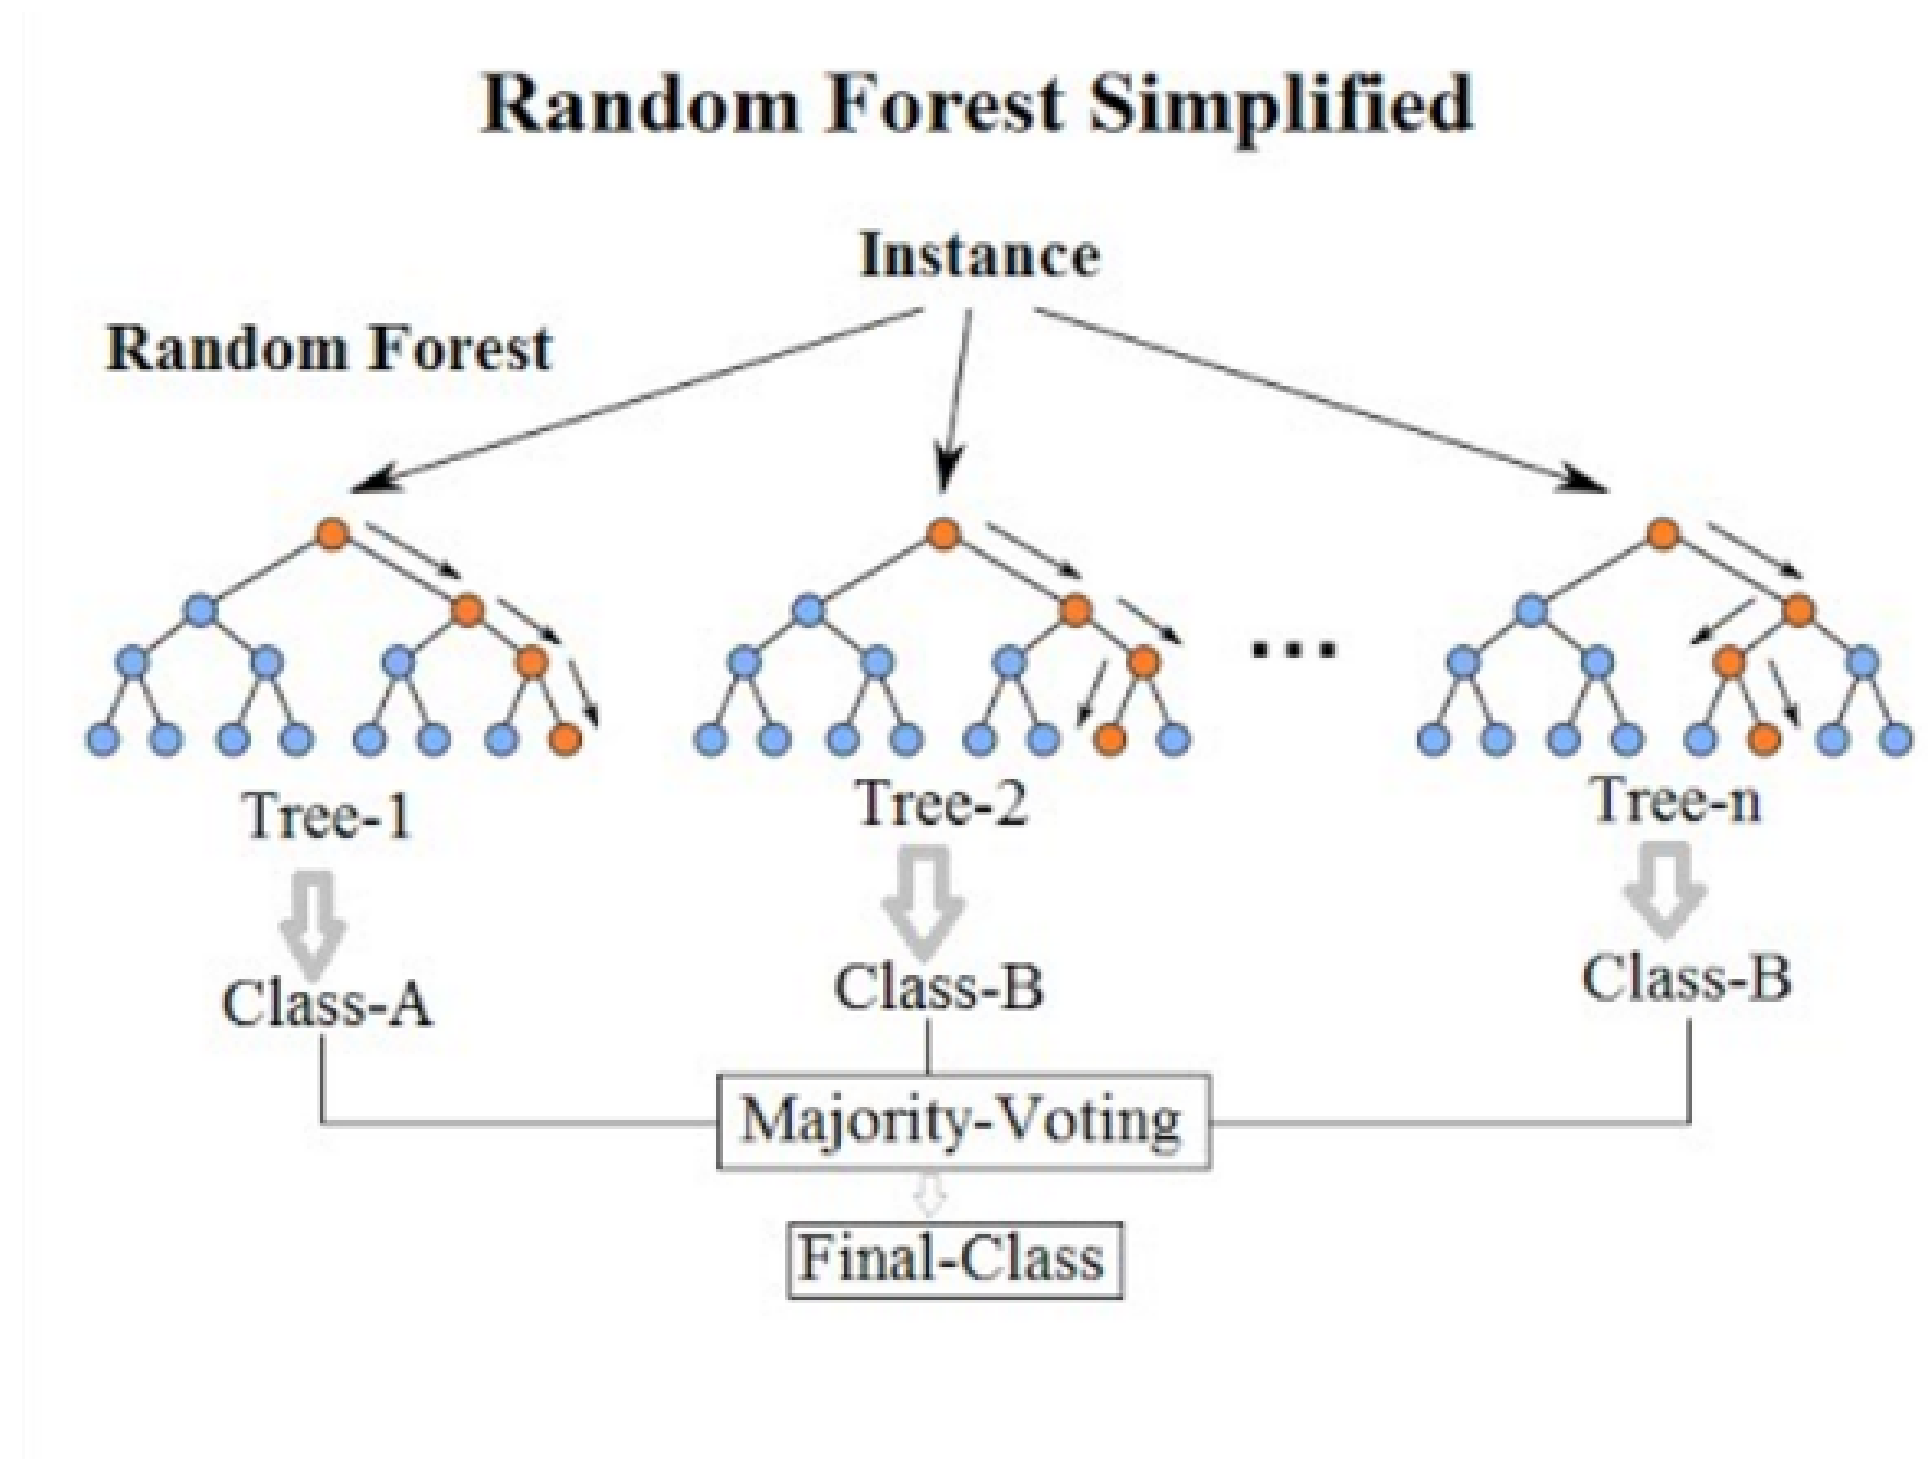 Random Forest Simplified
Instance
Random Forest
...
Tree-1
Tree-2
Tree-n
Class-A
Class-B
Class-B
Majority-Voting
Final-Class